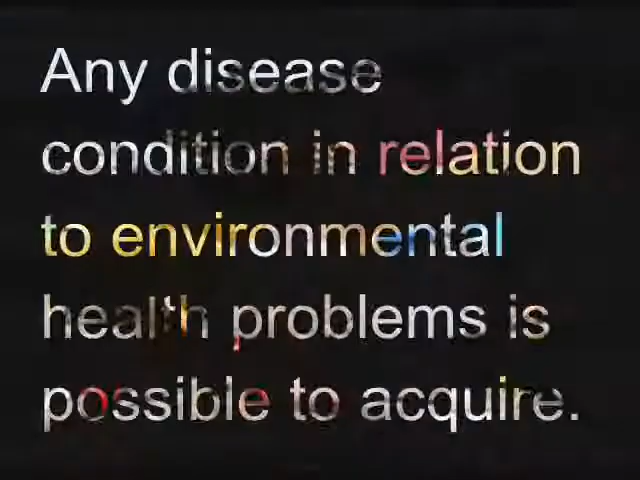 Any disease
condition in relation
to environmental
health problems is
possible to acquire.